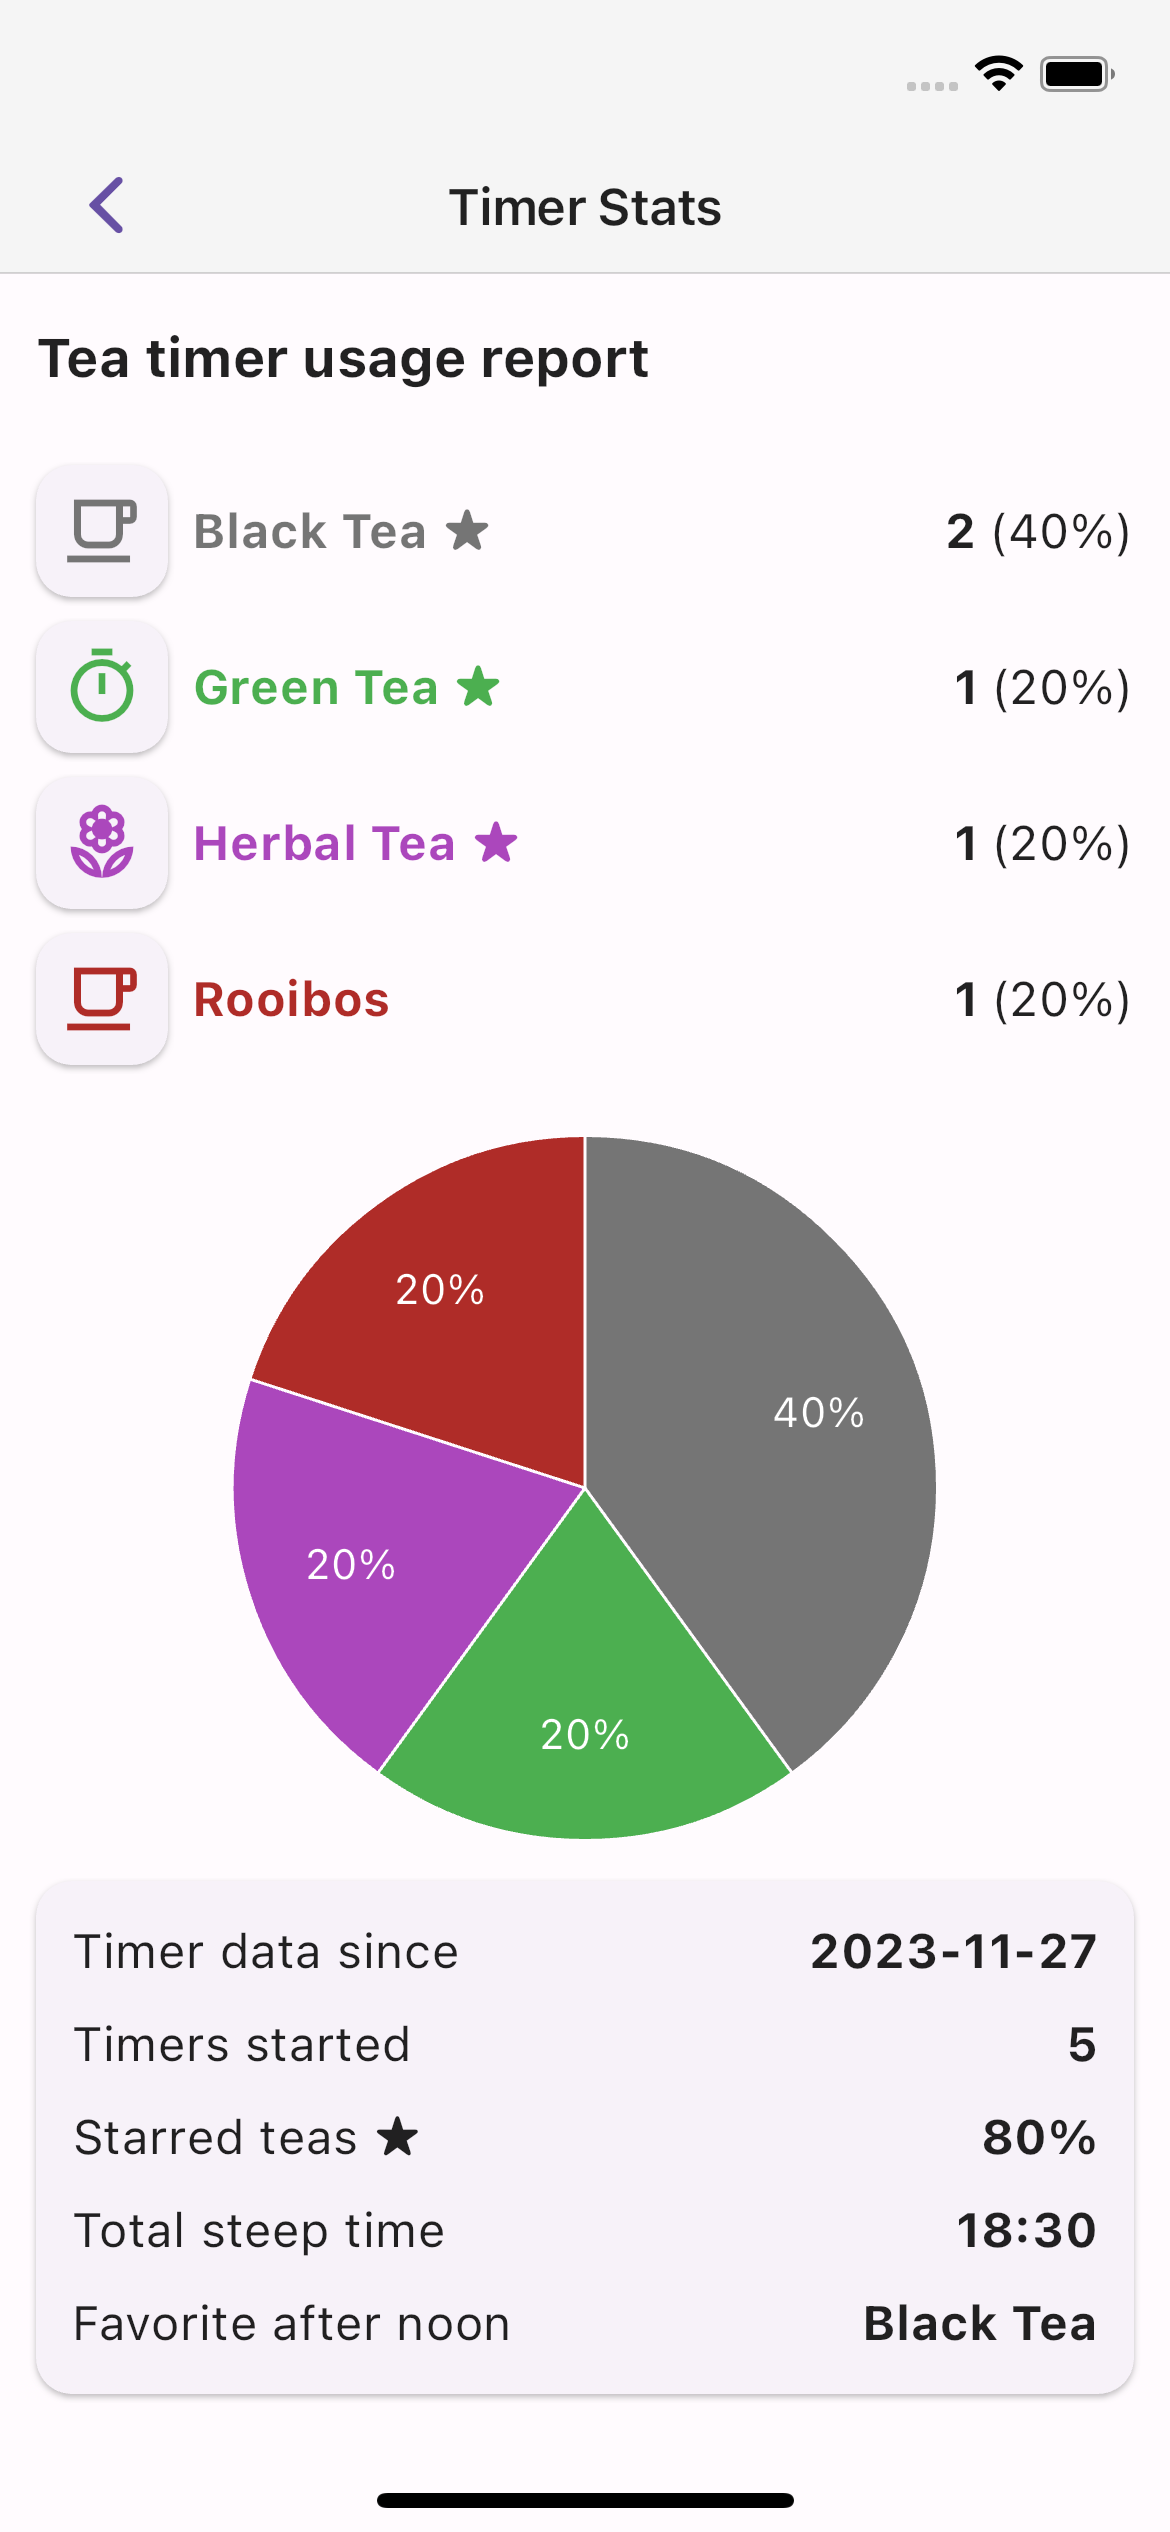 Timer Stats
Tea timer usage report
Black Tea ★ 2 (40%)
Green Tea ★ 1 (20%)
Herbal Tea ★ 1 (20%)
Rooibos 1 (20%)
20%
40%
20%
20%
Timer data since 2023-11-27
Timers started 5
Starred teas ★ 80%
Total steep time 18:30
Favorite after noon Black Tea